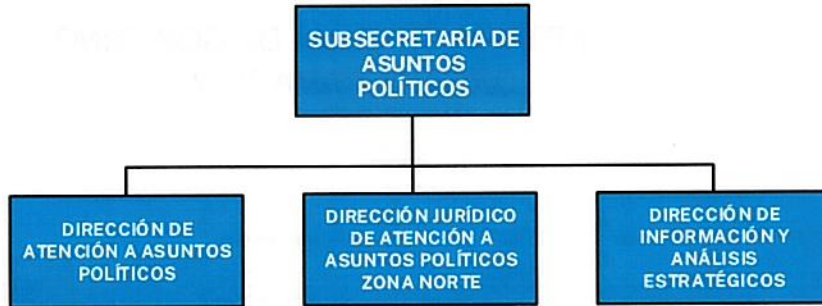 SUBSECRETARÍA DE
ASUNTOS
POLÍTICOS
DIRECCIÓN DE
ATENCIÓN A ASUNTOS
POLÍTICOS
DIRECCIÓN JURÍDICO
DE ATENCIÓN A
ASUNTOS POLÍTICOS
ZONA NORTE
DIRECCIÓN DE
INFORMACIÓN Y
ANÁLISIS
ESTRATÉGICOS